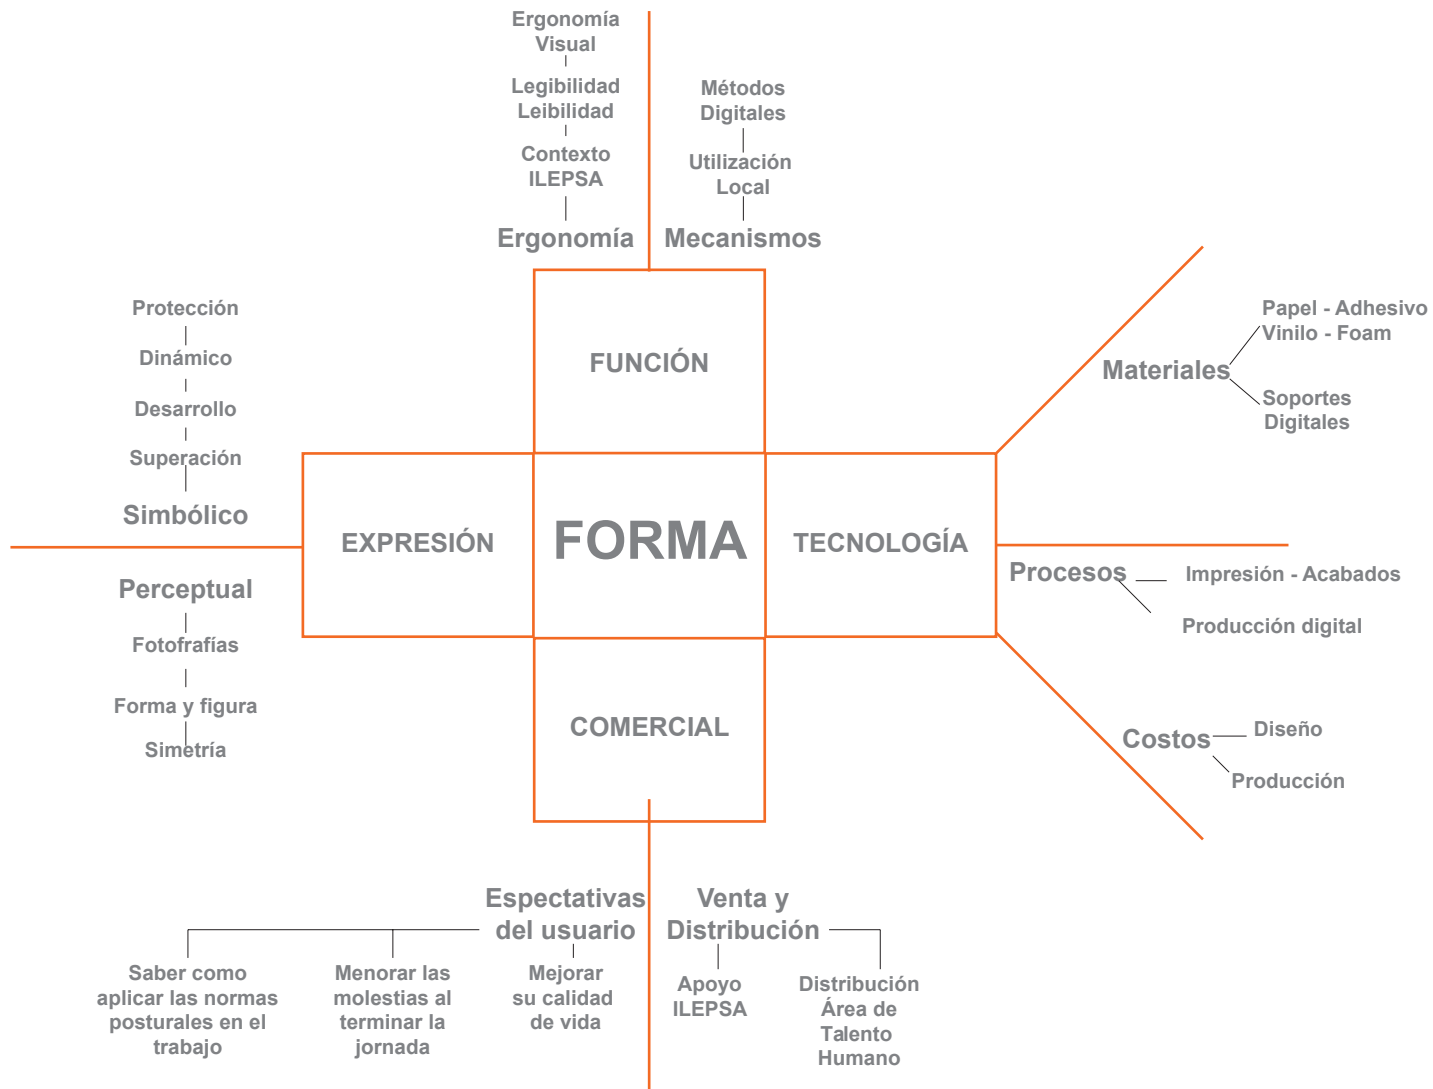 Ergonomía
Visual
Legibilidad
Leibilidad
Contexto
ILEPSA
Ergonomía
Métodos
Digitales
Utilización
Local
Mecanismos
Protección
Dinámico
Desarrollo
Superación
Simbólico
Perceptual
Fotofrafías
Forma y figura
Simetría
FUNCIÓN
EXPRESIÓN
FORMA
TECNOLOGÍA
COMERCIAL
Materiales
Papel - Adhesivo
Vinilo - Foam
Soportes
Digitales
Procesos
Impresión - Acabados
Producción digital
Costos
Diseño
Producción
Espectativas
del usuario
Saber como
aplicar las normas
posturales en el
trabajo
Menorar las
molestias al
terminar la
jornada
Mejorar
su calidad
de vida
Venta y
Distribución
Apoyo
ILEPSA
Distribución
Área de
Talento
Humano